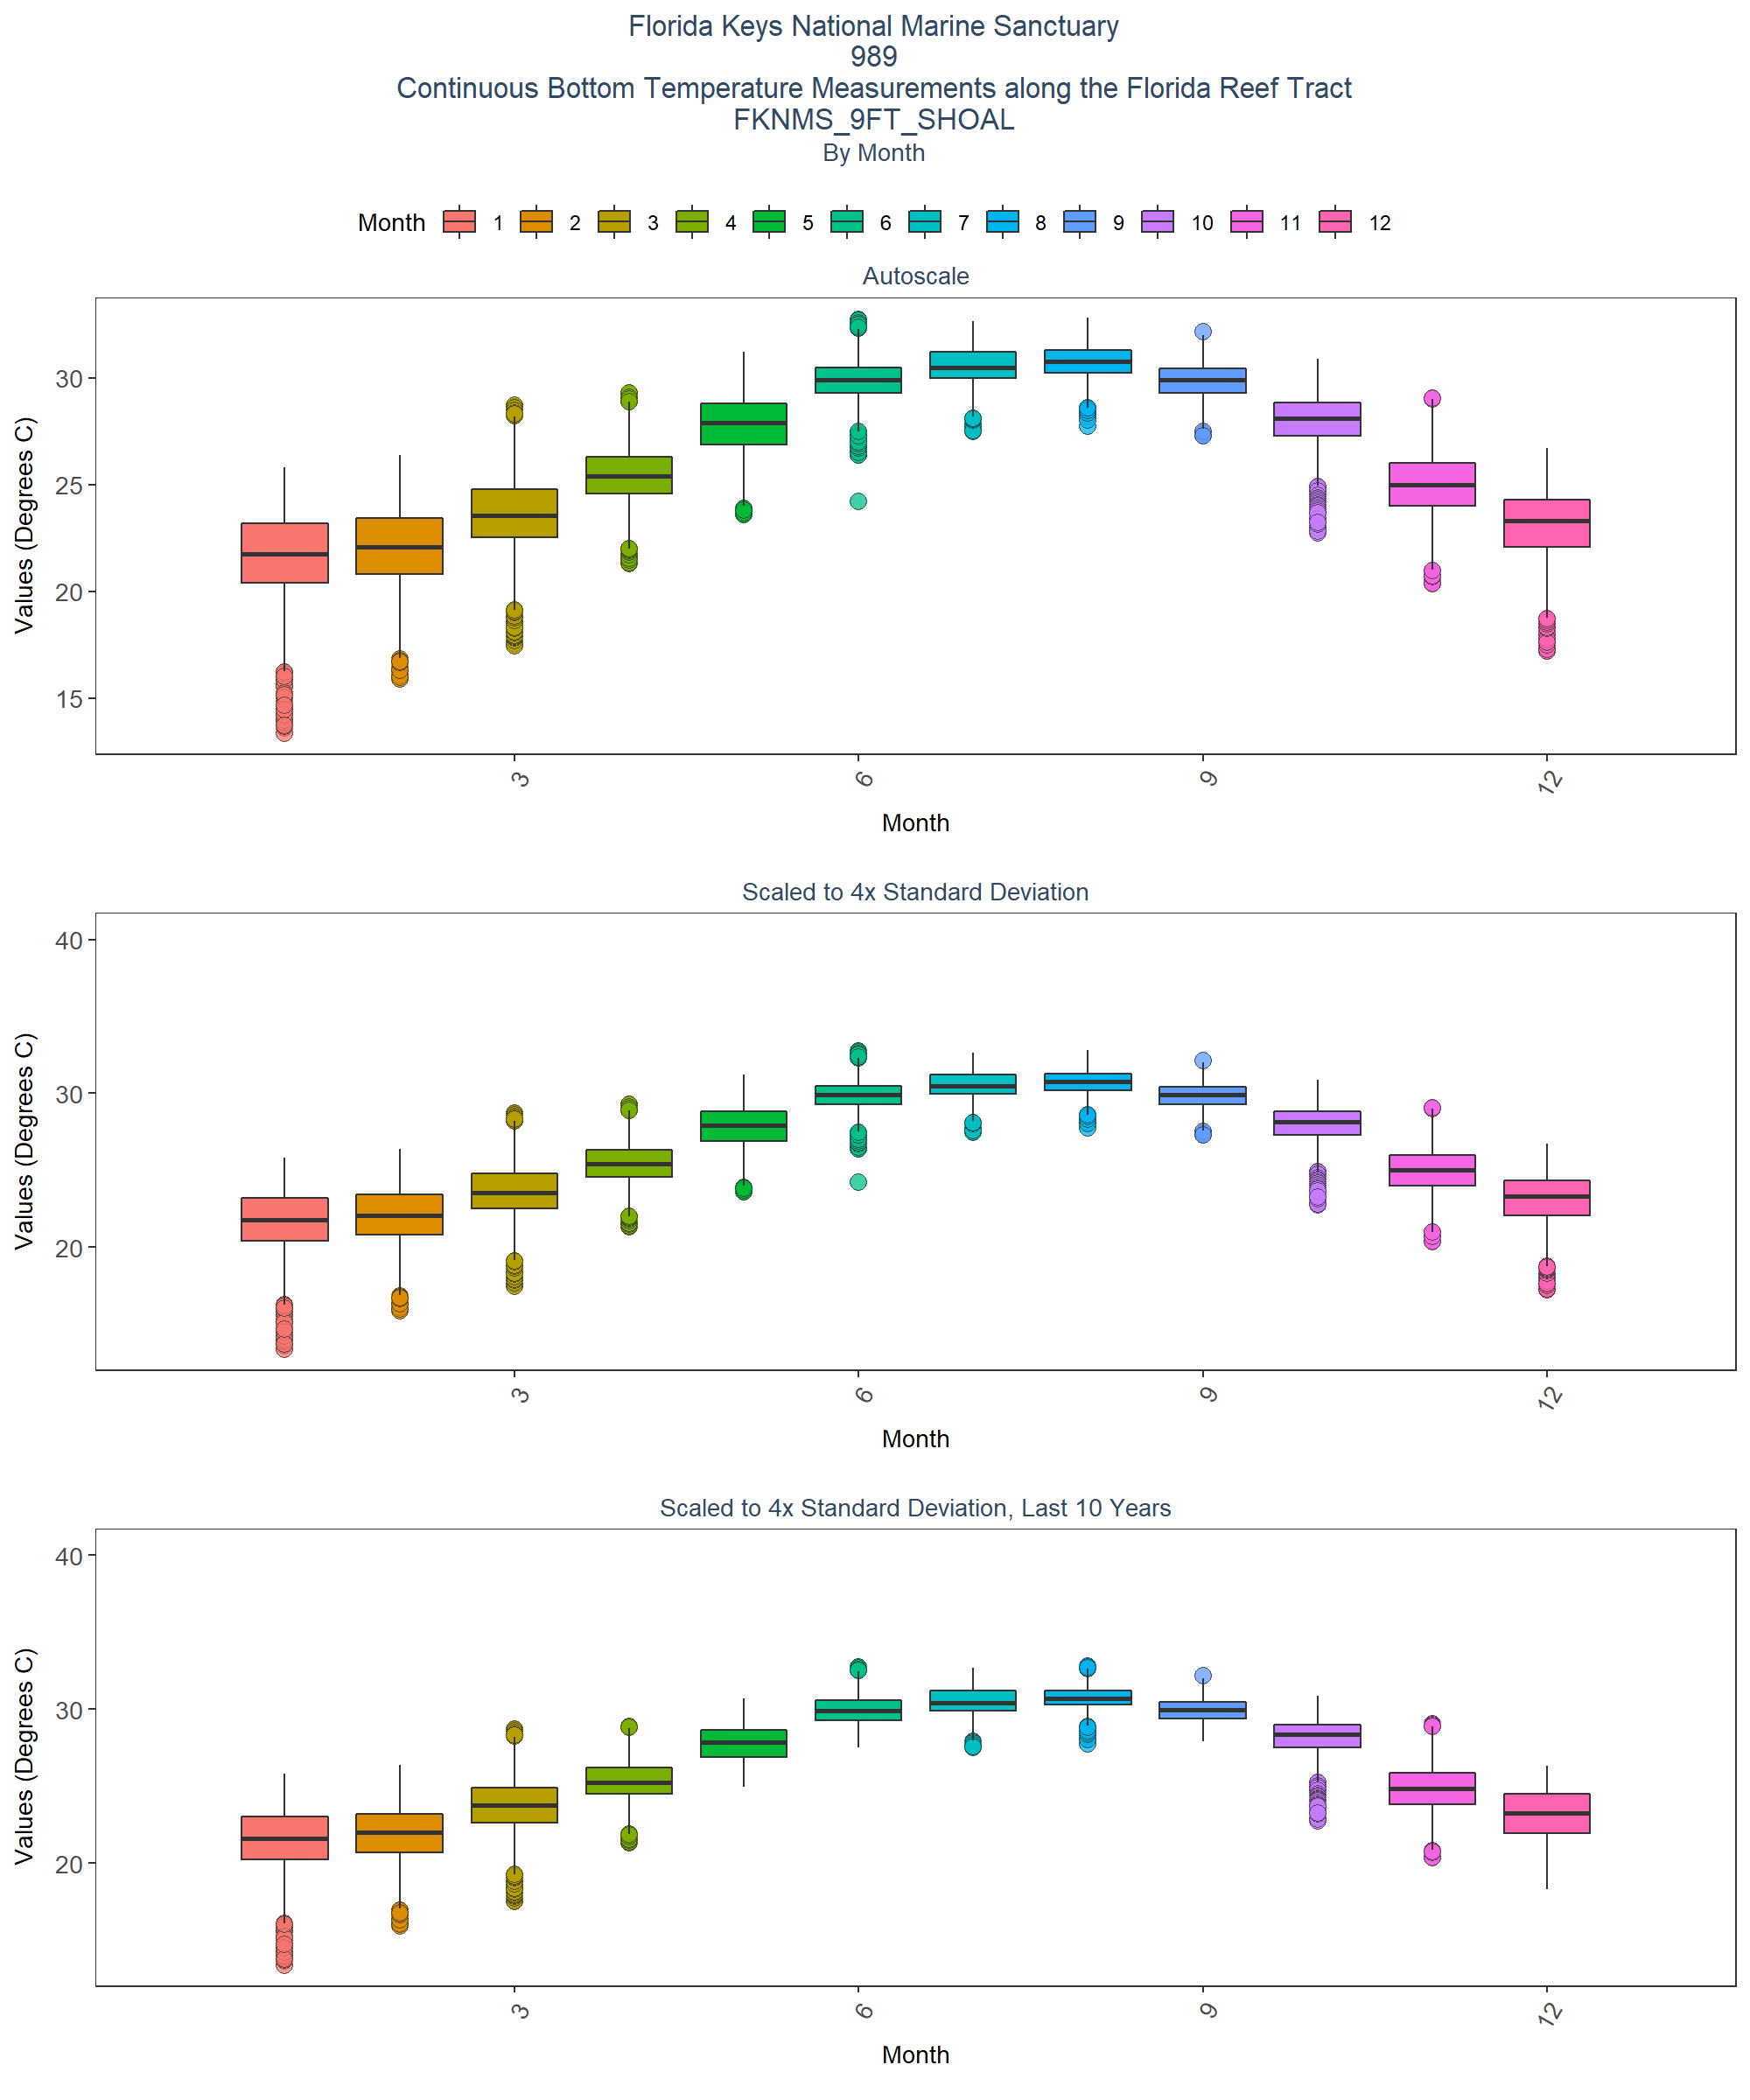 Florida Keys National Marine Sanctuary
989
Continuous Bottom Temperature Measurements along the Florida Reef Tract
FKNMS_9FT_SHOAL
By Month
Month 1 2 3 4 5 6 7 8 9 10 11 12
Autoscale
Values (Degrees C)
30
25
20
15
3 6 9 12
Month
Scaled to 4x Standard Deviation
Values (Degrees C)
40
30
20
3 6 9 12
Month
Scaled to 4x Standard Deviation, Last 10 Years
Values (Degrees C)
40
30
20
3 6 9 12
Month